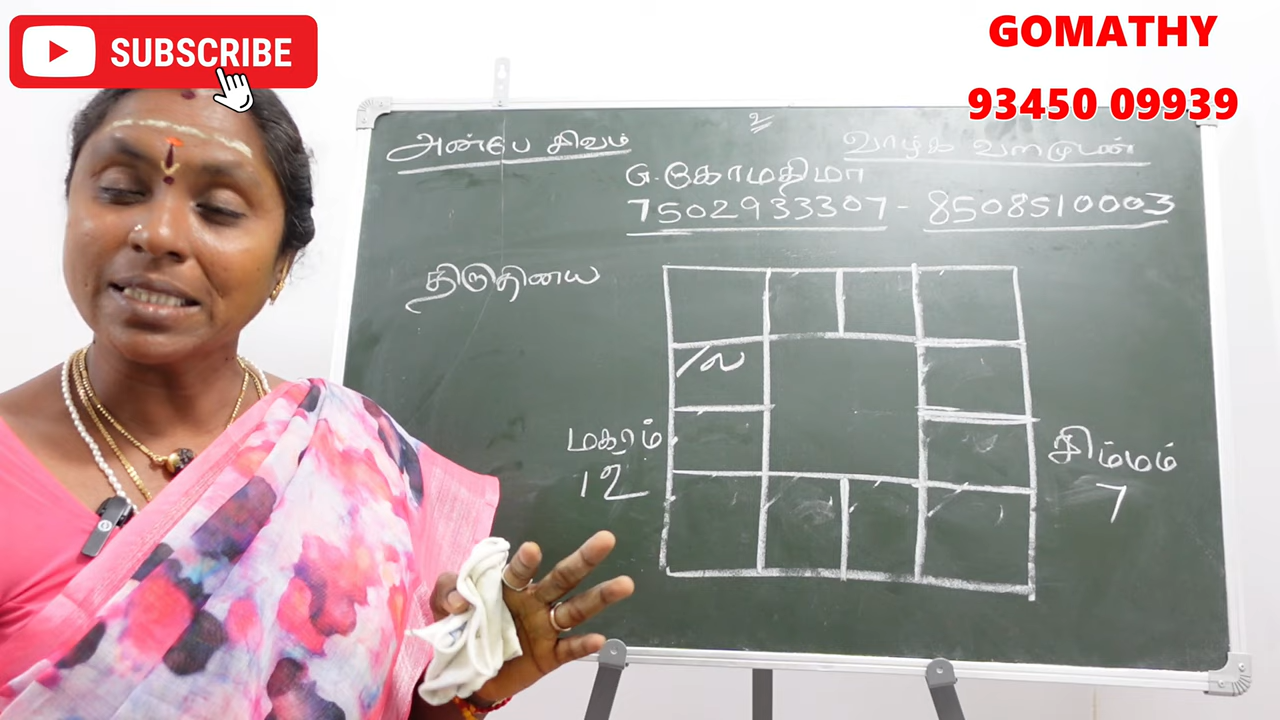 SUBSCRIBE
GOMATHY
93450 09939
உ
அன்பே சிவம்
வாழ்க வளமுடன்
G.கோமதிமா
7502933307 - 8508510003
திருதியை
ல
மகரம்
12
சிம்மம்
7